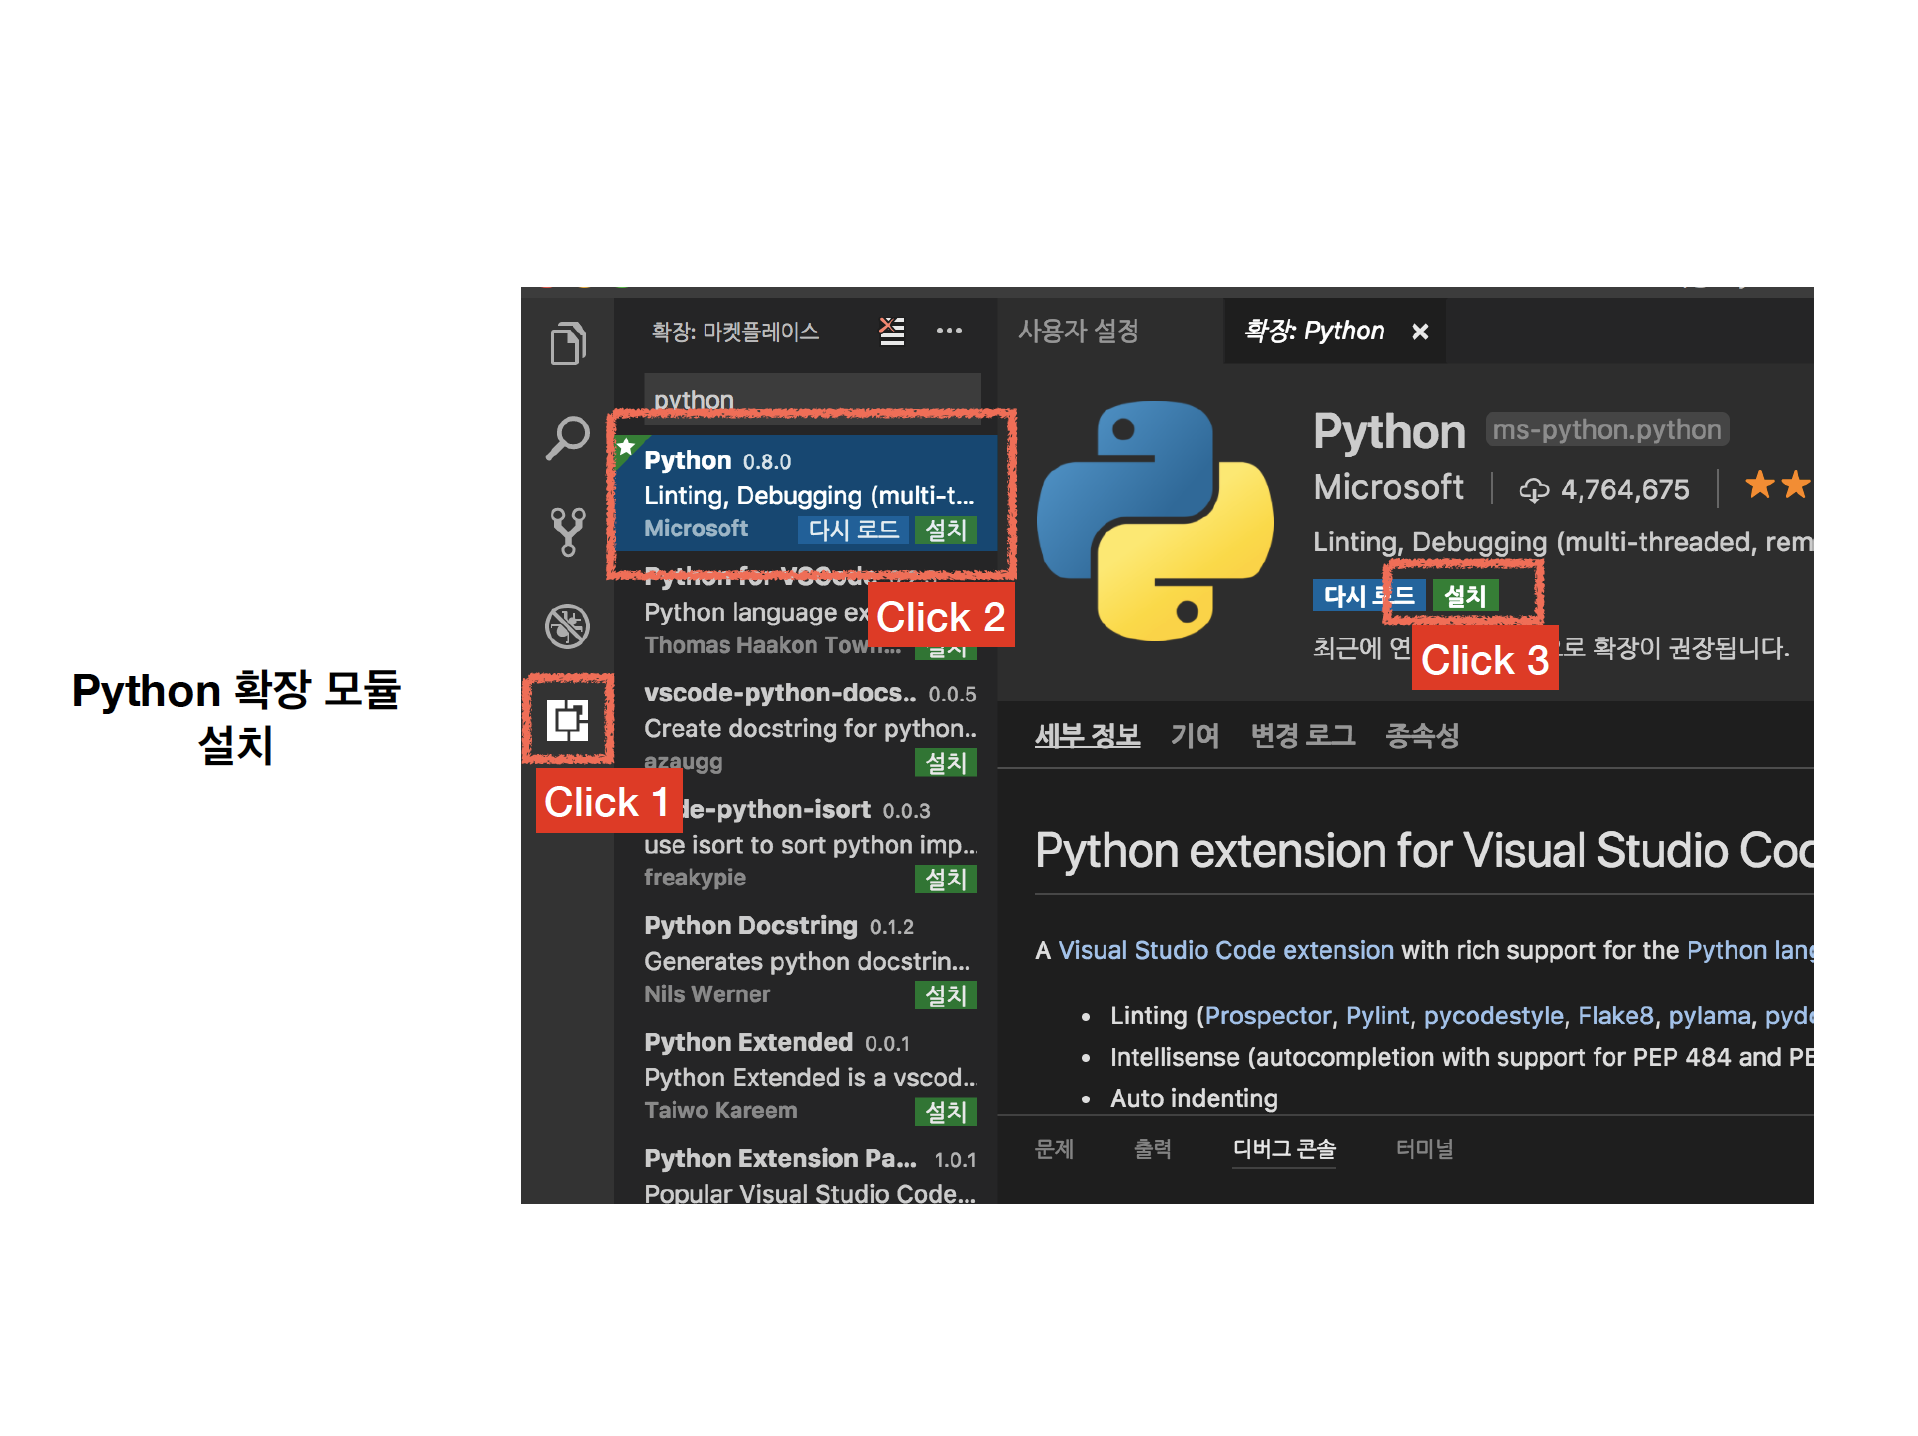 Python 확장 모듈
설치
확장: 마켓플레이스
python
Python 0.8.0
Linting, Debugging (multi-t...
Microsoft 다시 로드 설치
Python for VSCode
Click 2
Python language ex
Thomas Haakon Town... 설치
vscode-python-docs.. 0.0.5
Create docstring for python..
azaugg 설치
Click 1
de-python-isort 0.0.3
use isort to sort python imp...
freakypie 설치
Python Docstring 0.1.2
Generates python docstrin...
Nils Werner 설치
Python Extended 0.0.1
Python Extended is a vscod..
Taiwo Kareem 설치
Python Extension Pa... 1.0.1
Popular Visual Studio Code...
사용자 설정 확장: Python ×
Python ms-python.python
Microsoft 4,764,675
Linting, Debugging (multi-threaded, rem
다시 로드 설치
Click 3
최근에 연 로 확장이 권장됩니다.
세부 정보 기여 변경 로그 종속성
Python extension for Visual Studio Coc
A Visual Studio Code extension with rich support for the Python lang
• Linting (Prospector, Pylint, pycodestyle, Flake8, pylama, pydo
• Intellisense (autocompletion with support for PEP 484 and PE
• Auto indenting
문제 출력 디버그 콘솔 터미널